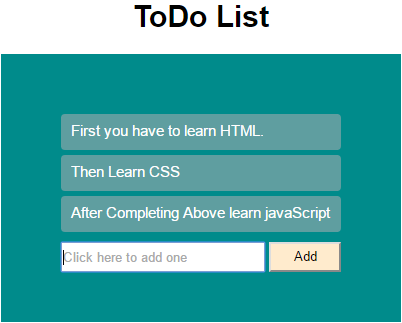 ToDo List
First you have to learn HTML.
Then Learn CSS
After Completing Above learn javaScript
Click here to add one
Add